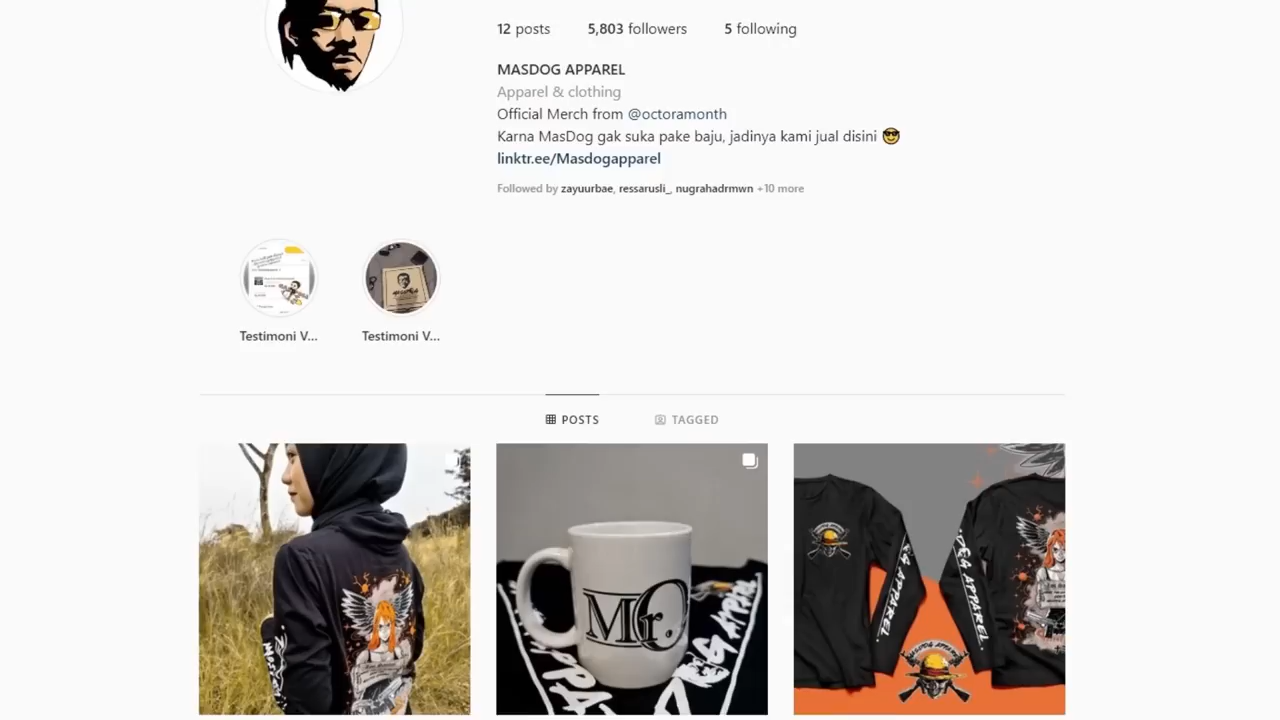 12 posts 5,803 followers 5 following
MASDOG APPAREL
Apparel & clothing
Official Merch from @octoramonth
Karna MasDog gak suka pake baju, jadinya kami jual disini 😎
linktr.ee/Masdogapparel
Followed by zayuurbae, ressarusli_, nugrahadrmwn +10 more
Testimoni V... Testimoni V...
POSTS TAGGED
Mr.O
MASDOG APPAREL